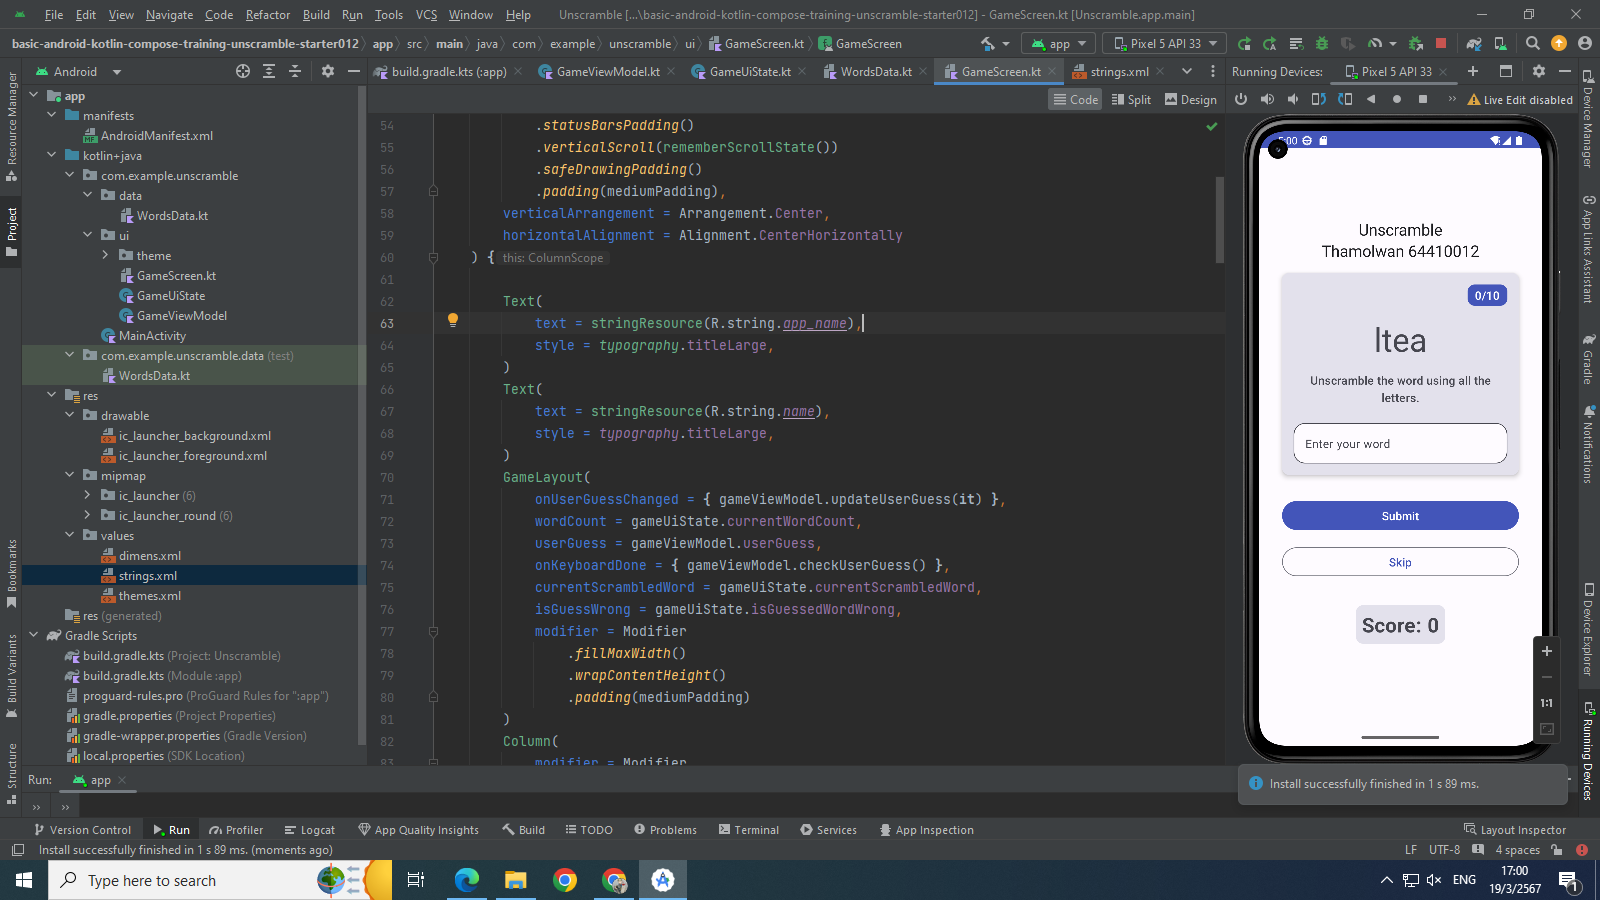 File Edit View Navigate Code Refactor Build Run Tools VCS Window Help Unscramble [...\basic-android-kotlin-compose-training-unscramble-starter012] - GameScreen.kt [Unscramble.app.main]
basic-android-kotlin-compose-training-unscramble-starter012 app src main java com example unscramble ui GameScreen.kt GameScreen app Pixel 5 API 33
Android build.gradle.kts (:app) GameViewModel.kt GameUiState.kt WordsData.kt GameScreen.kt strings.xml Running Devices: Pixel 5 API 33
Code Split Design Live Edit disabled
Resource Manager
Project
Bookmarks
Build Variants
Structure
app
manifests
AndroidManifest.xml
kotlin+java
com.example.unscramble
data
WordsData.kt
ui
theme
GameScreen.kt
GameUiState
GameViewModel
MainActivity
com.example.unscramble.data (test)
WordsData.kt
res
drawable
ic_launcher_background.xml
ic_launcher_foreground.xml
mipmap
ic_launcher (6)
ic_launcher_round (6)
values
dimens.xml
strings.xml
themes.xml
res (generated)
Gradle Scripts
build.gradle.kts (Project: Unscramble)
build.gradle.kts (Module :app)
proguard-rules.pro (ProGuard Rules for ":app")
gradle.properties (Project Properties)
gradle-wrapper.properties (Gradle Version)
local.properties (SDK Location)
54 .statusBarsPadding()
55 .verticalScroll(rememberScrollState())
56 .safeDrawingPadding()
57 .padding(mediumPadding),
58 verticalArrangement = Arrangement.Center,
59 horizontalAlignment = Alignment.CenterHorizontally
60 ) { this: ColumnScope
61
62 Text(
63 text = stringResource(R.string.app_name),
64 style = typography.titleLarge,
65 )
66 Text(
67 text = stringResource(R.string.name),
68 style = typography.titleLarge,
69 )
70 GameLayout(
71 onUserGuessChanged = { gameViewModel.updateUserGuess(it) },
72 wordCount = gameUiState.currentWordCount,
73 userGuess = gameViewModel.userGuess,
74 onKeyboardDone = { gameViewModel.checkUserGuess() },
75 currentScrambledWord = gameUiState.currentScrambledWord,
76 isGuessWrong = gameUiState.isGuessedWordWrong,
77 modifier = Modifier
78 .fillMaxWidth()
79 .wrapContentHeight()
80 .padding(mediumPadding)
81 )
82 Column(
83 modifier = Modifier
5:00
Unscramble
Thamolwan 64410012
0/10
ltea
Unscramble the word using all the
letters.
Enter your word
Submit
Skip
Score: 0
1:1
Device Manager
App Links Assistant
Gradle
Notifications
Device Explorer
Running Devices
Run: app
Install successfully finished in 1 s 89 ms.
Version Control Run Profiler Logcat App Quality Insights Build TODO Problems Terminal Services App Inspection Layout Inspector
Install successfully finished in 1 s 89 ms. (moments ago) LF UTF-8 4 spaces
Type here to search
ENG
17:00
19/3/2567
1